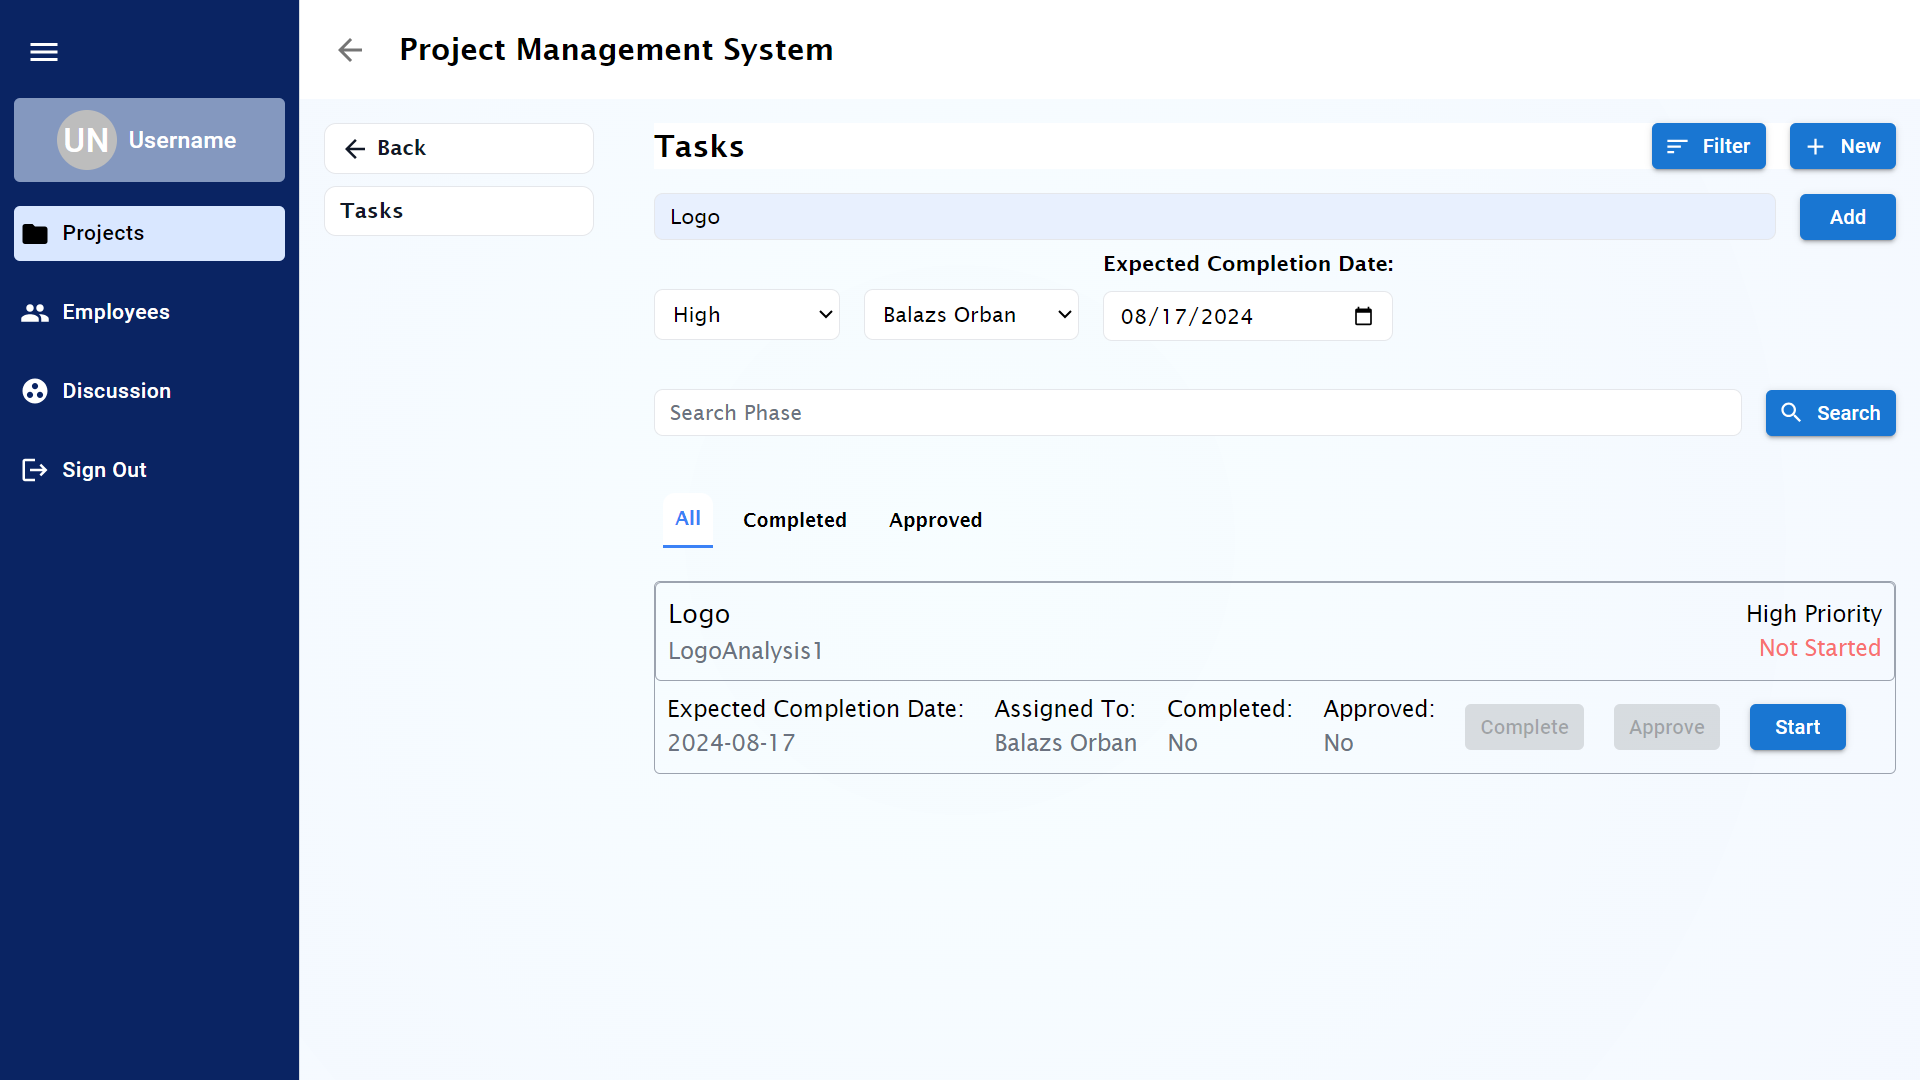 Project Management System
UN Username
Projects
Employees
Discussion
Sign Out
Back
Tasks
Tasks
Filter
New
Logo
Add
Expected Completion Date:
High
Balazs Orban
08/17/2024
Search Phase
Search
All
Completed
Approved
Logo
High Priority
LogoAnalysis1
Not Started
Expected Completion Date:
2024-08-17
Assigned To:
Balazs Orban
Completed:
No
Approved:
No
Complete
Approve
Start